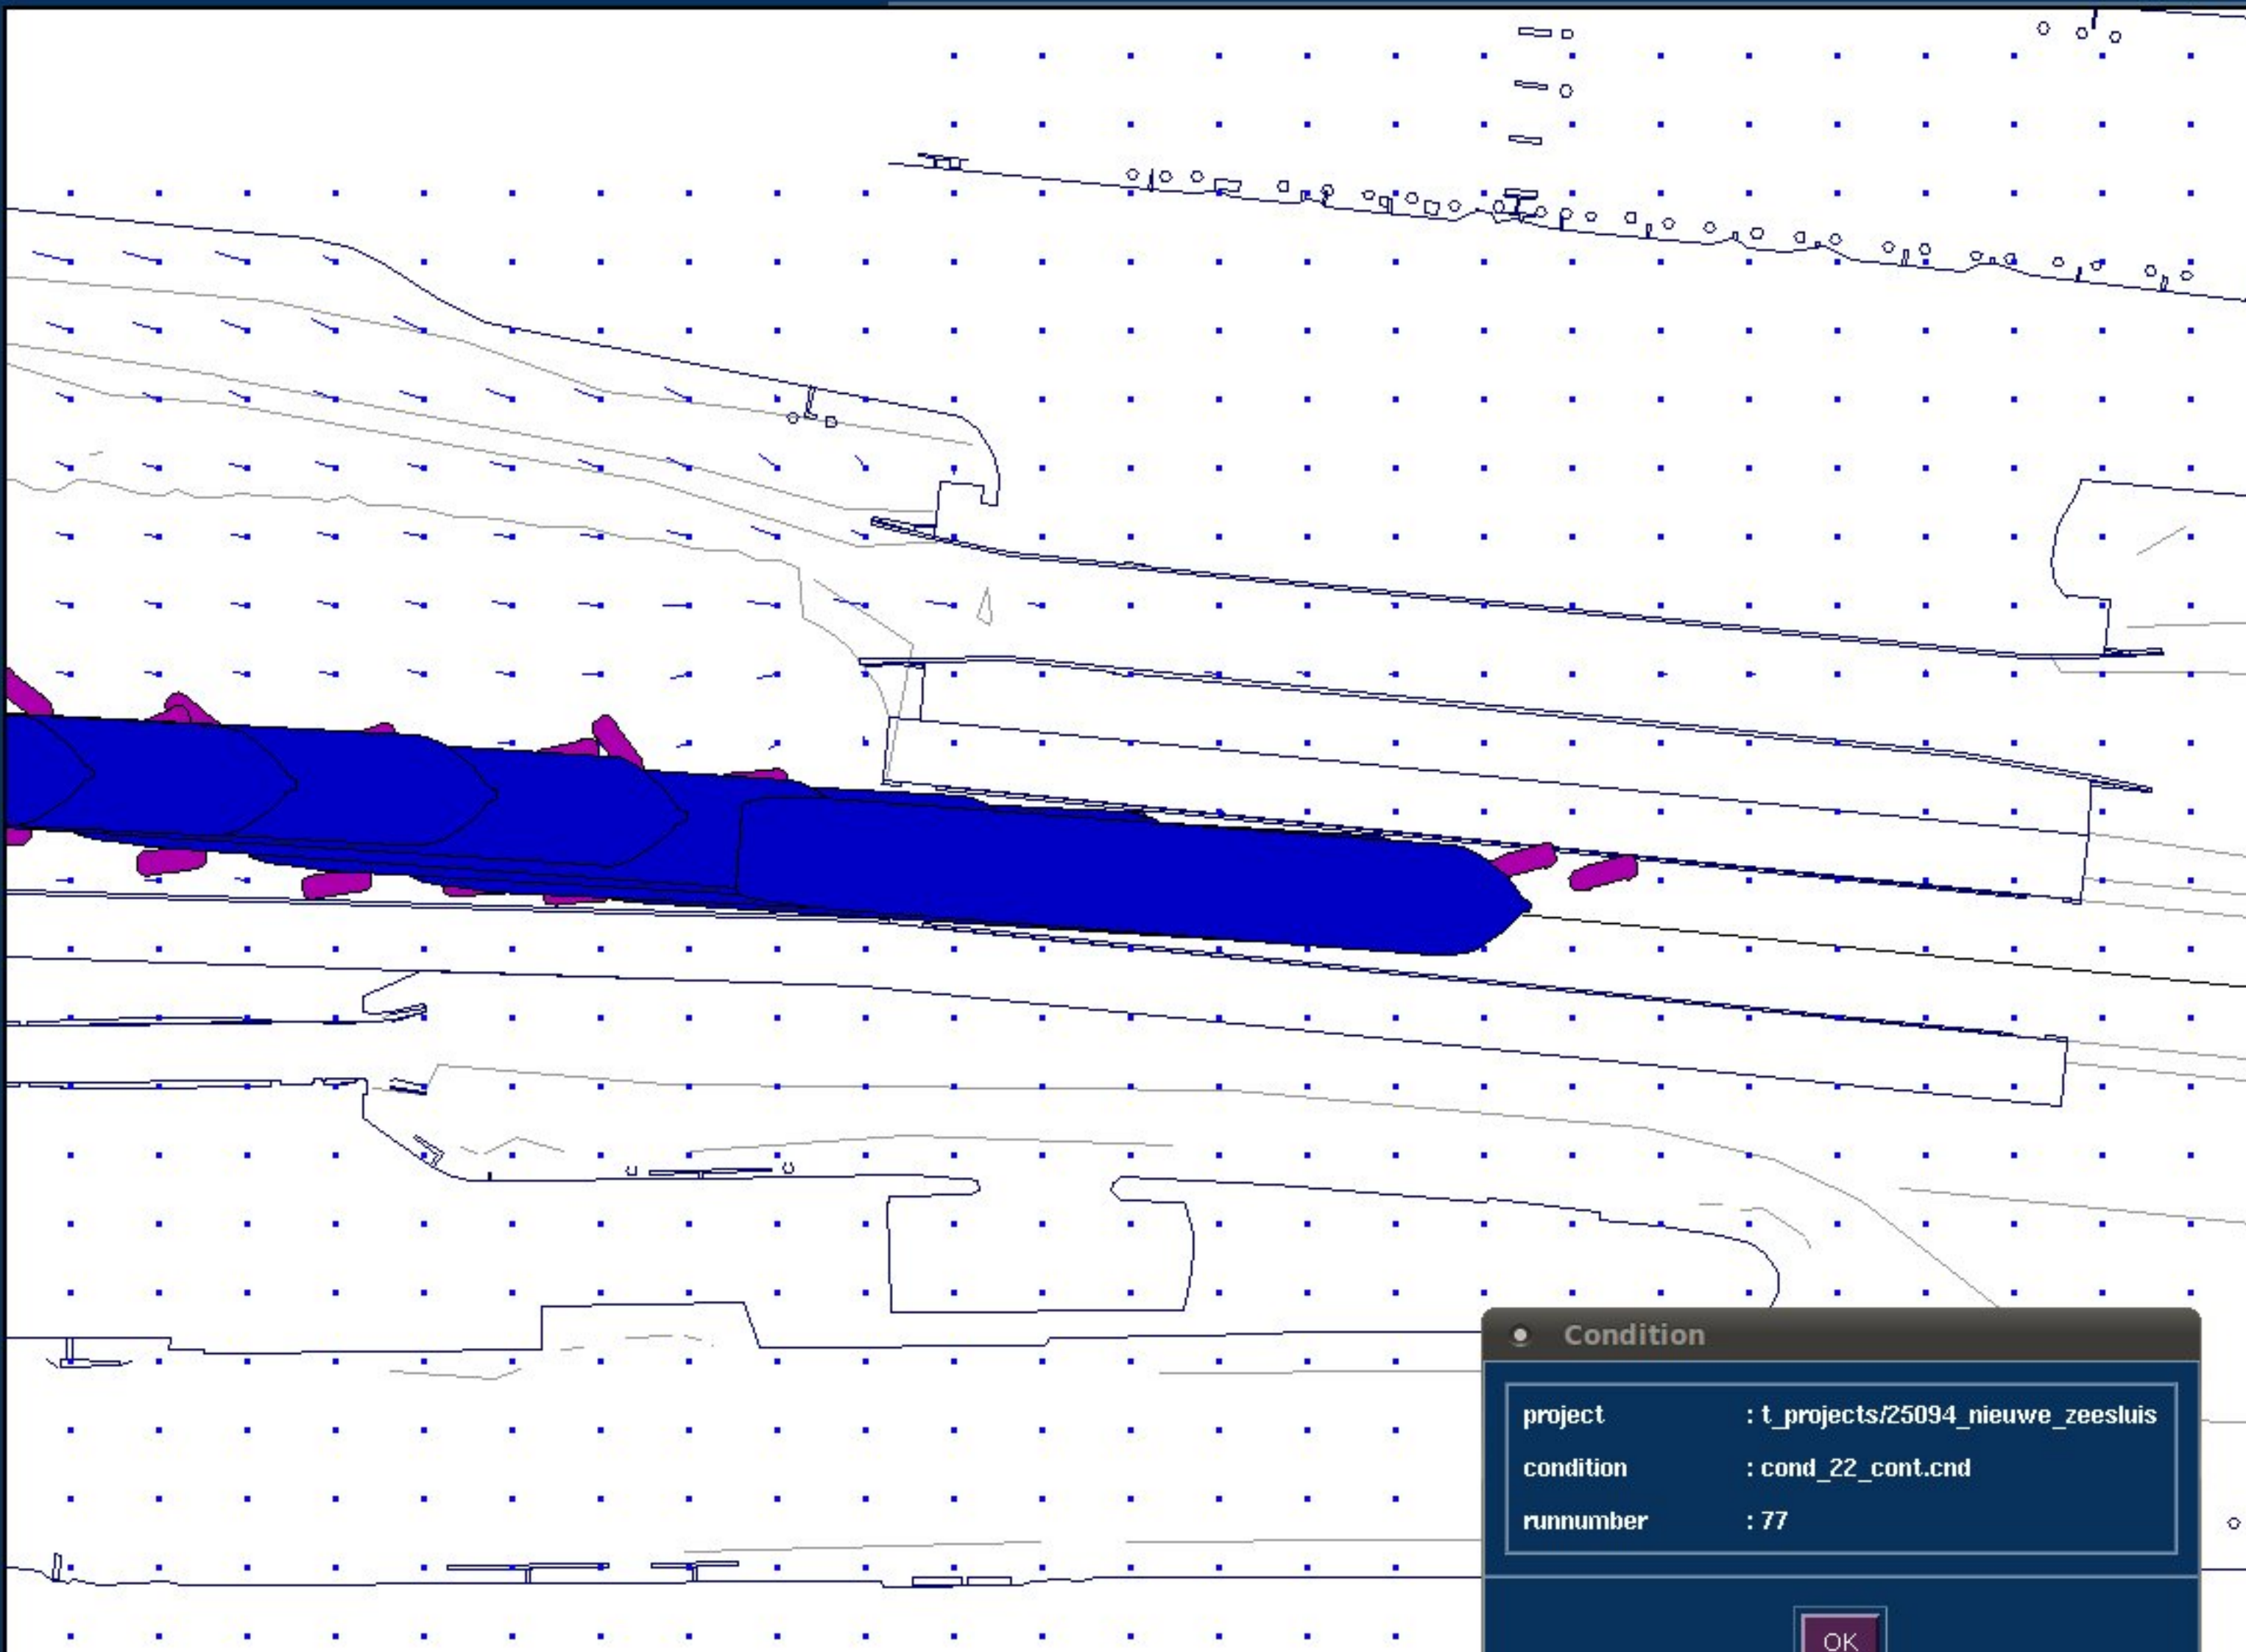 Condition
project : t_projects/25094_nieuwe_zeesluis
condition : cond_22_cont.cnd
runnumber : 77
OK